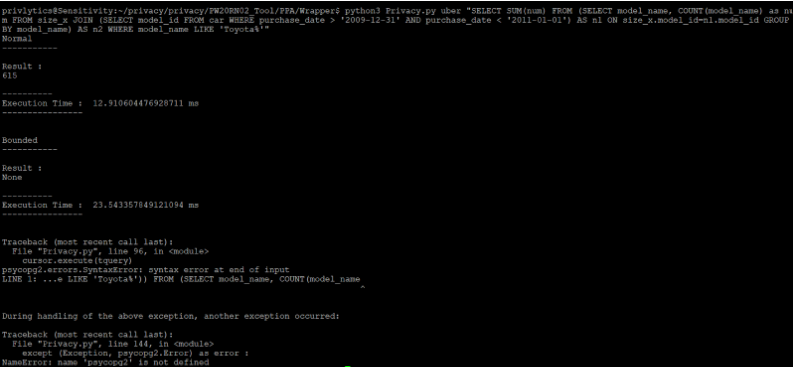 privlytics@Sensitivity:~/privacy/privacy/PW20RN02_Tool/PPA/Wrapper$ python3 Privacy.py uber "SELECT SUM(num) FROM (SELECT model_name, COUNT(model_name) as nu
m FROM size_x JOIN (SELECT model_id FROM car WHERE purchase_date > '2009-12-31' AND purchase_date < '2011-01-01') AS n1 ON size_x.model_id=n1.model_id GROUP
BY model_name) AS n2 WHERE model_name LIKE 'Toyota%'"
Normal
-----------
Result :
615
----------
Execution Time :  12.910604476928711 ms
----------------
Bounded
-----------
Result :
None
----------
Execution Time :  23.543357849121094 ms
----------------
Traceback (most recent call last):
File "Privacy.py", line 96, in <module>
cursor.execute(tquery)
psycopg2.errors.SyntaxError: syntax error at end of input
LINE 1: ...e LIKE 'Toyota%')) FROM (SELECT model_name, COUNT(model_name
^
During handling of the above exception, another exception occurred:
Traceback (most recent call last):
File "Privacy.py", line 144, in <module>
except (Exception, psycopg2.Error) as error :
NameError: name 'psycopg2' is not defined